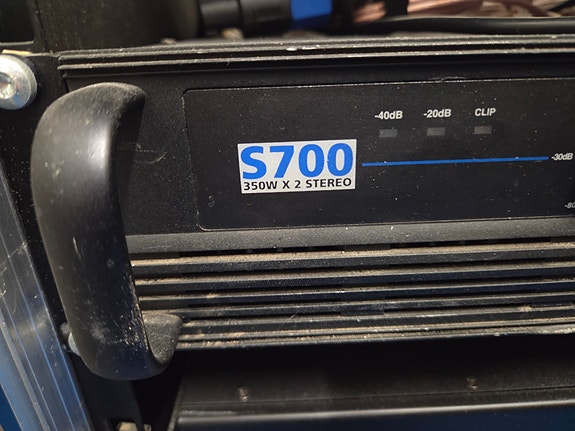 -40dB -20dB CLIP
S700
350W X 2 STEREO
-30dB